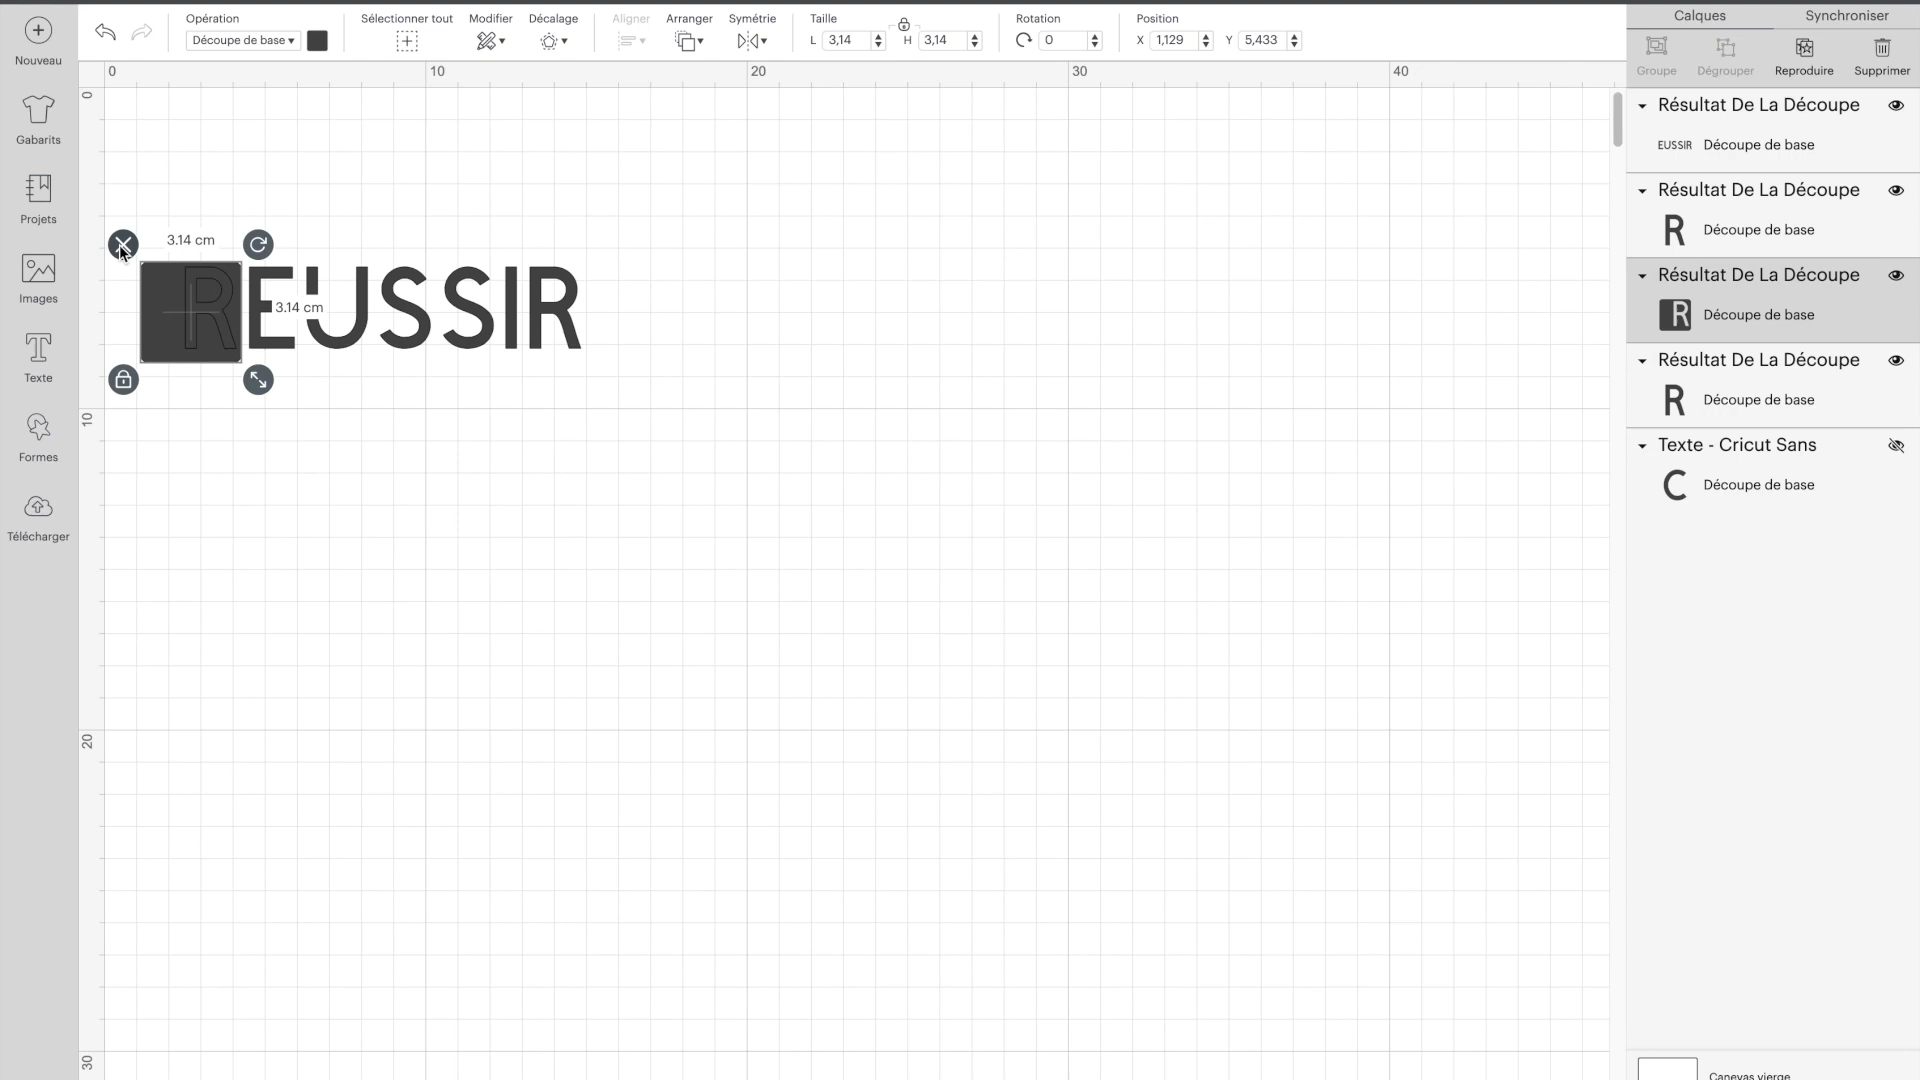 Nouveau
Gabarits
Projets
Images
Texte
Formes
Télécharger
Opération
Découpe de base
Sélectionner tout
Modifier
Décalage
Aligner
Arranger
Symétrie
Taille
L 3,14
H 3,14
Rotation
0
Position
X 1,129
Y 5,433
0
10
20
30
40
0
10
20
30
3.14 cm
3.14 cm
REUSSIR
Calques
Synchroniser
Groupe
Dégrouper
Reproduire
Supprimer
Résultat De La Découpe
EUSSIR Découpe de base
Résultat De La Découpe
R Découpe de base
Résultat De La Découpe
R Découpe de base
Résultat De La Découpe
R Découpe de base
Texte - Cricut Sans
C Découpe de base
Canevas vierge